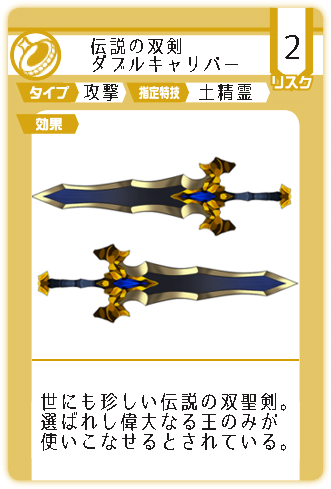 伝説の双剣
ダブルキャリバー
2
リスク
タイプ 攻撃 指定特技 土精霊
効果
世にも珍しい伝説の双聖剣。
選ばれし偉大なる王のみが
使いこなせるとされている。